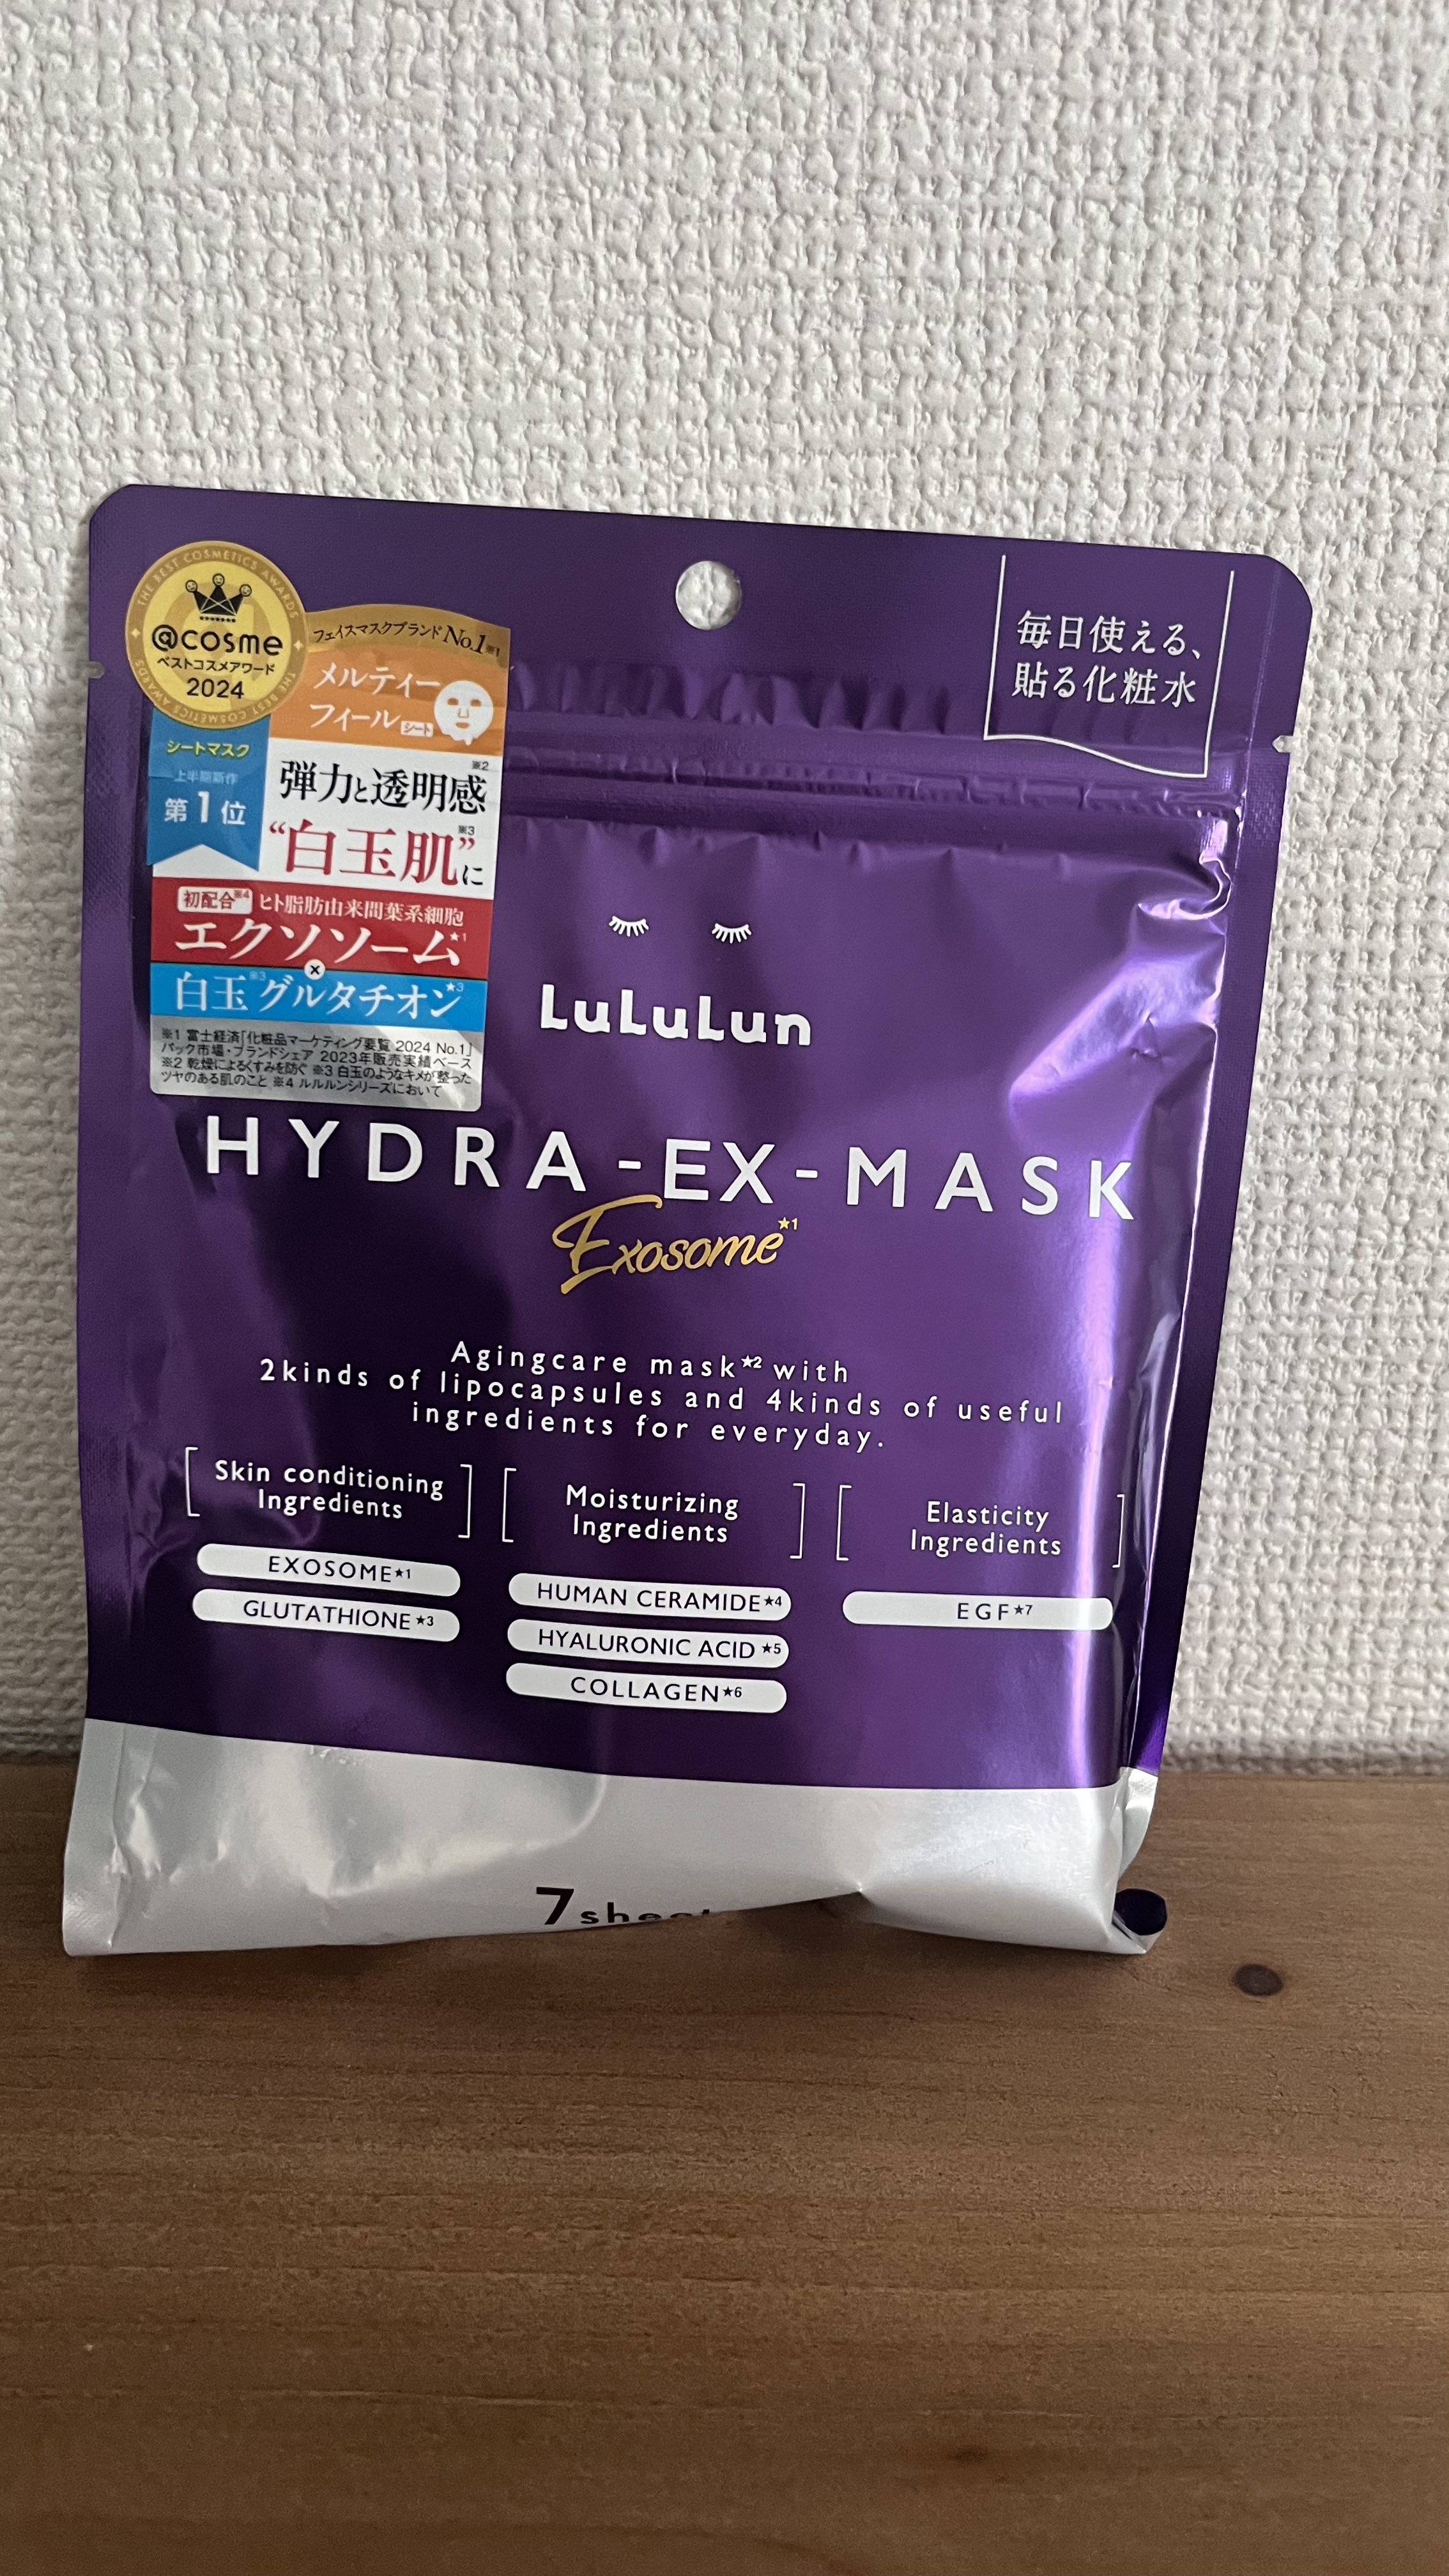 THE BEST COSMETICS AWARDS
@cosme
ベストコスメアワード
2024
THE BEST COSMETICS AWARDS
シートマスク
上半期新作
第1位
フェイスマスクブランドNo.1※1
メルティー
フィール シート
弾力と透明感※2
“白玉肌”※3に
初配合※4 ヒト脂肪由来間葉系細胞
エクソソーム★1
×
白玉※3グルタチオン★3
※1 富士経済「化粧品マーケティング要覧 2024 No.1」
パック市場・ブランドシェア 2023年販売実績ベース
※2 乾燥によるくすみを防ぐ ※3 白玉のようなキメが整った
ツヤのある肌のこと ※4 ルルルンシリーズにおいて
毎日使える、
貼る化粧水
LuLuLun
HYDRA-EX-MASK
Exosome★1
Agingcare mask★2 with
2kinds of lipocapsules and 4kinds of useful
ingredients for everyday.
Skin conditioning
Ingredients
EXOSOME★1
GLUTATHIONE★3
Moisturizing
Ingredients
HUMAN CERAMIDE★4
HYALURONIC ACID★5
COLLAGEN★6
Elasticity
Ingredients
EGF★7
7